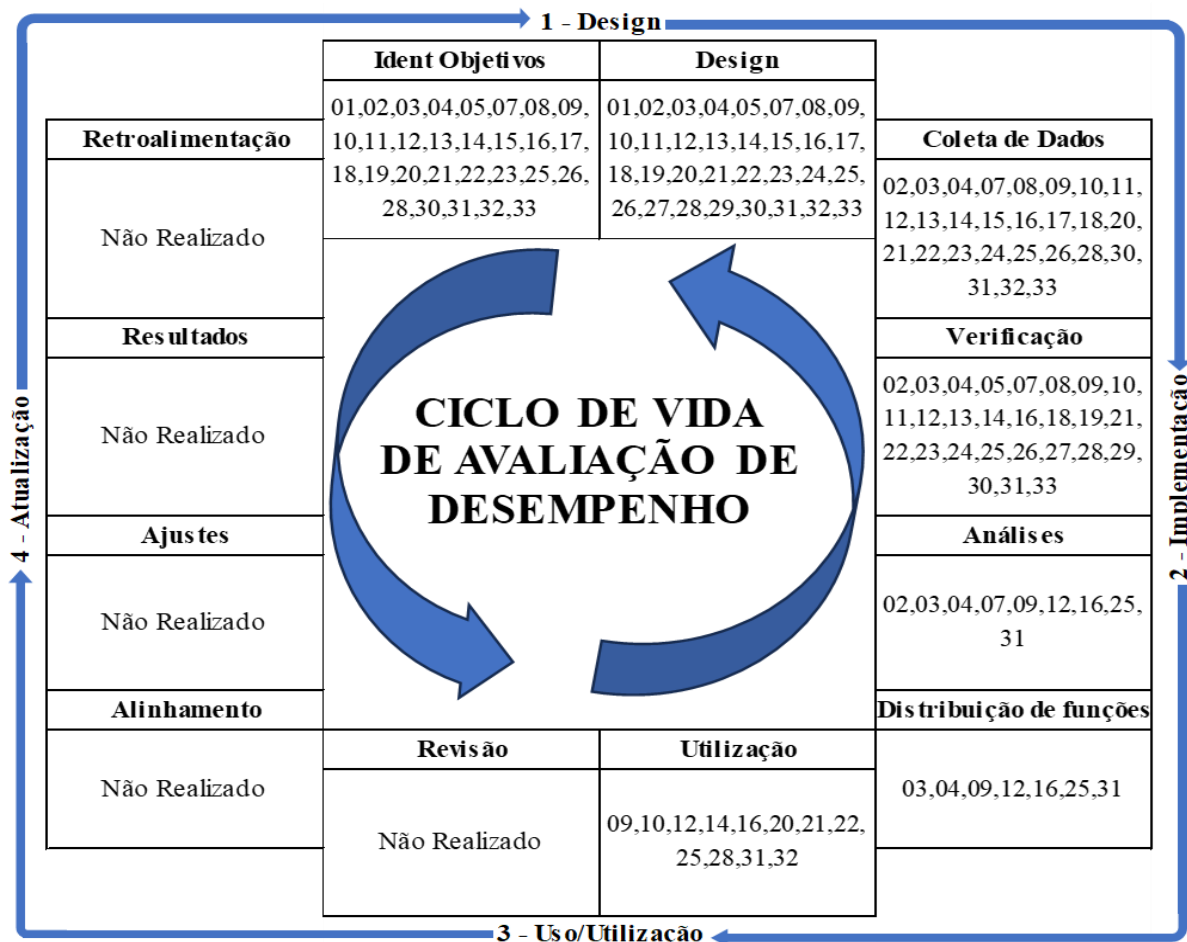 1 - Design
Ident Objetivos
01,02,03,04,05,07,08,09,
10,11,12,13,14,15,16,17,
18,19,20,21,22,23,25,26,
28,30,31,32,33
Design
01,02,03,04,05,07,08,09,
10,11,12,13,14,15,16,17,
18,19,20,21,22,23,24,25,
26,27,28,29,30,31,32,33
Coleta de Dados
02,03,04,07,08,09,10,11,
12,13,14,15,16,17,18,20,
21,22,23,24,25,26,28,30,
31,32,33
Verificação
02,03,04,05,07,08,09,10,
11,12,13,14,16,18,19,21,
22,23,24,25,26,27,28,29,
30,31,33
Análises
02,03,04,07,09,12,16,25,
31
Distribuição de funções
03,04,09,12,16,25,31
2 - Implementação
Utilização
09,10,12,14,16,20,21,22,
25,28,31,32
Revisão
Não Realizado
3 - Uso/Utilização
Alinhamento
Não Realizado
Ajustes
Não Realizado
Resultados
Não Realizado
Retroalimentação
Não Realizado
4 - Atualização
CICLO DE VIDA
DE AVALIAÇÃO DE
DESEMPENHO